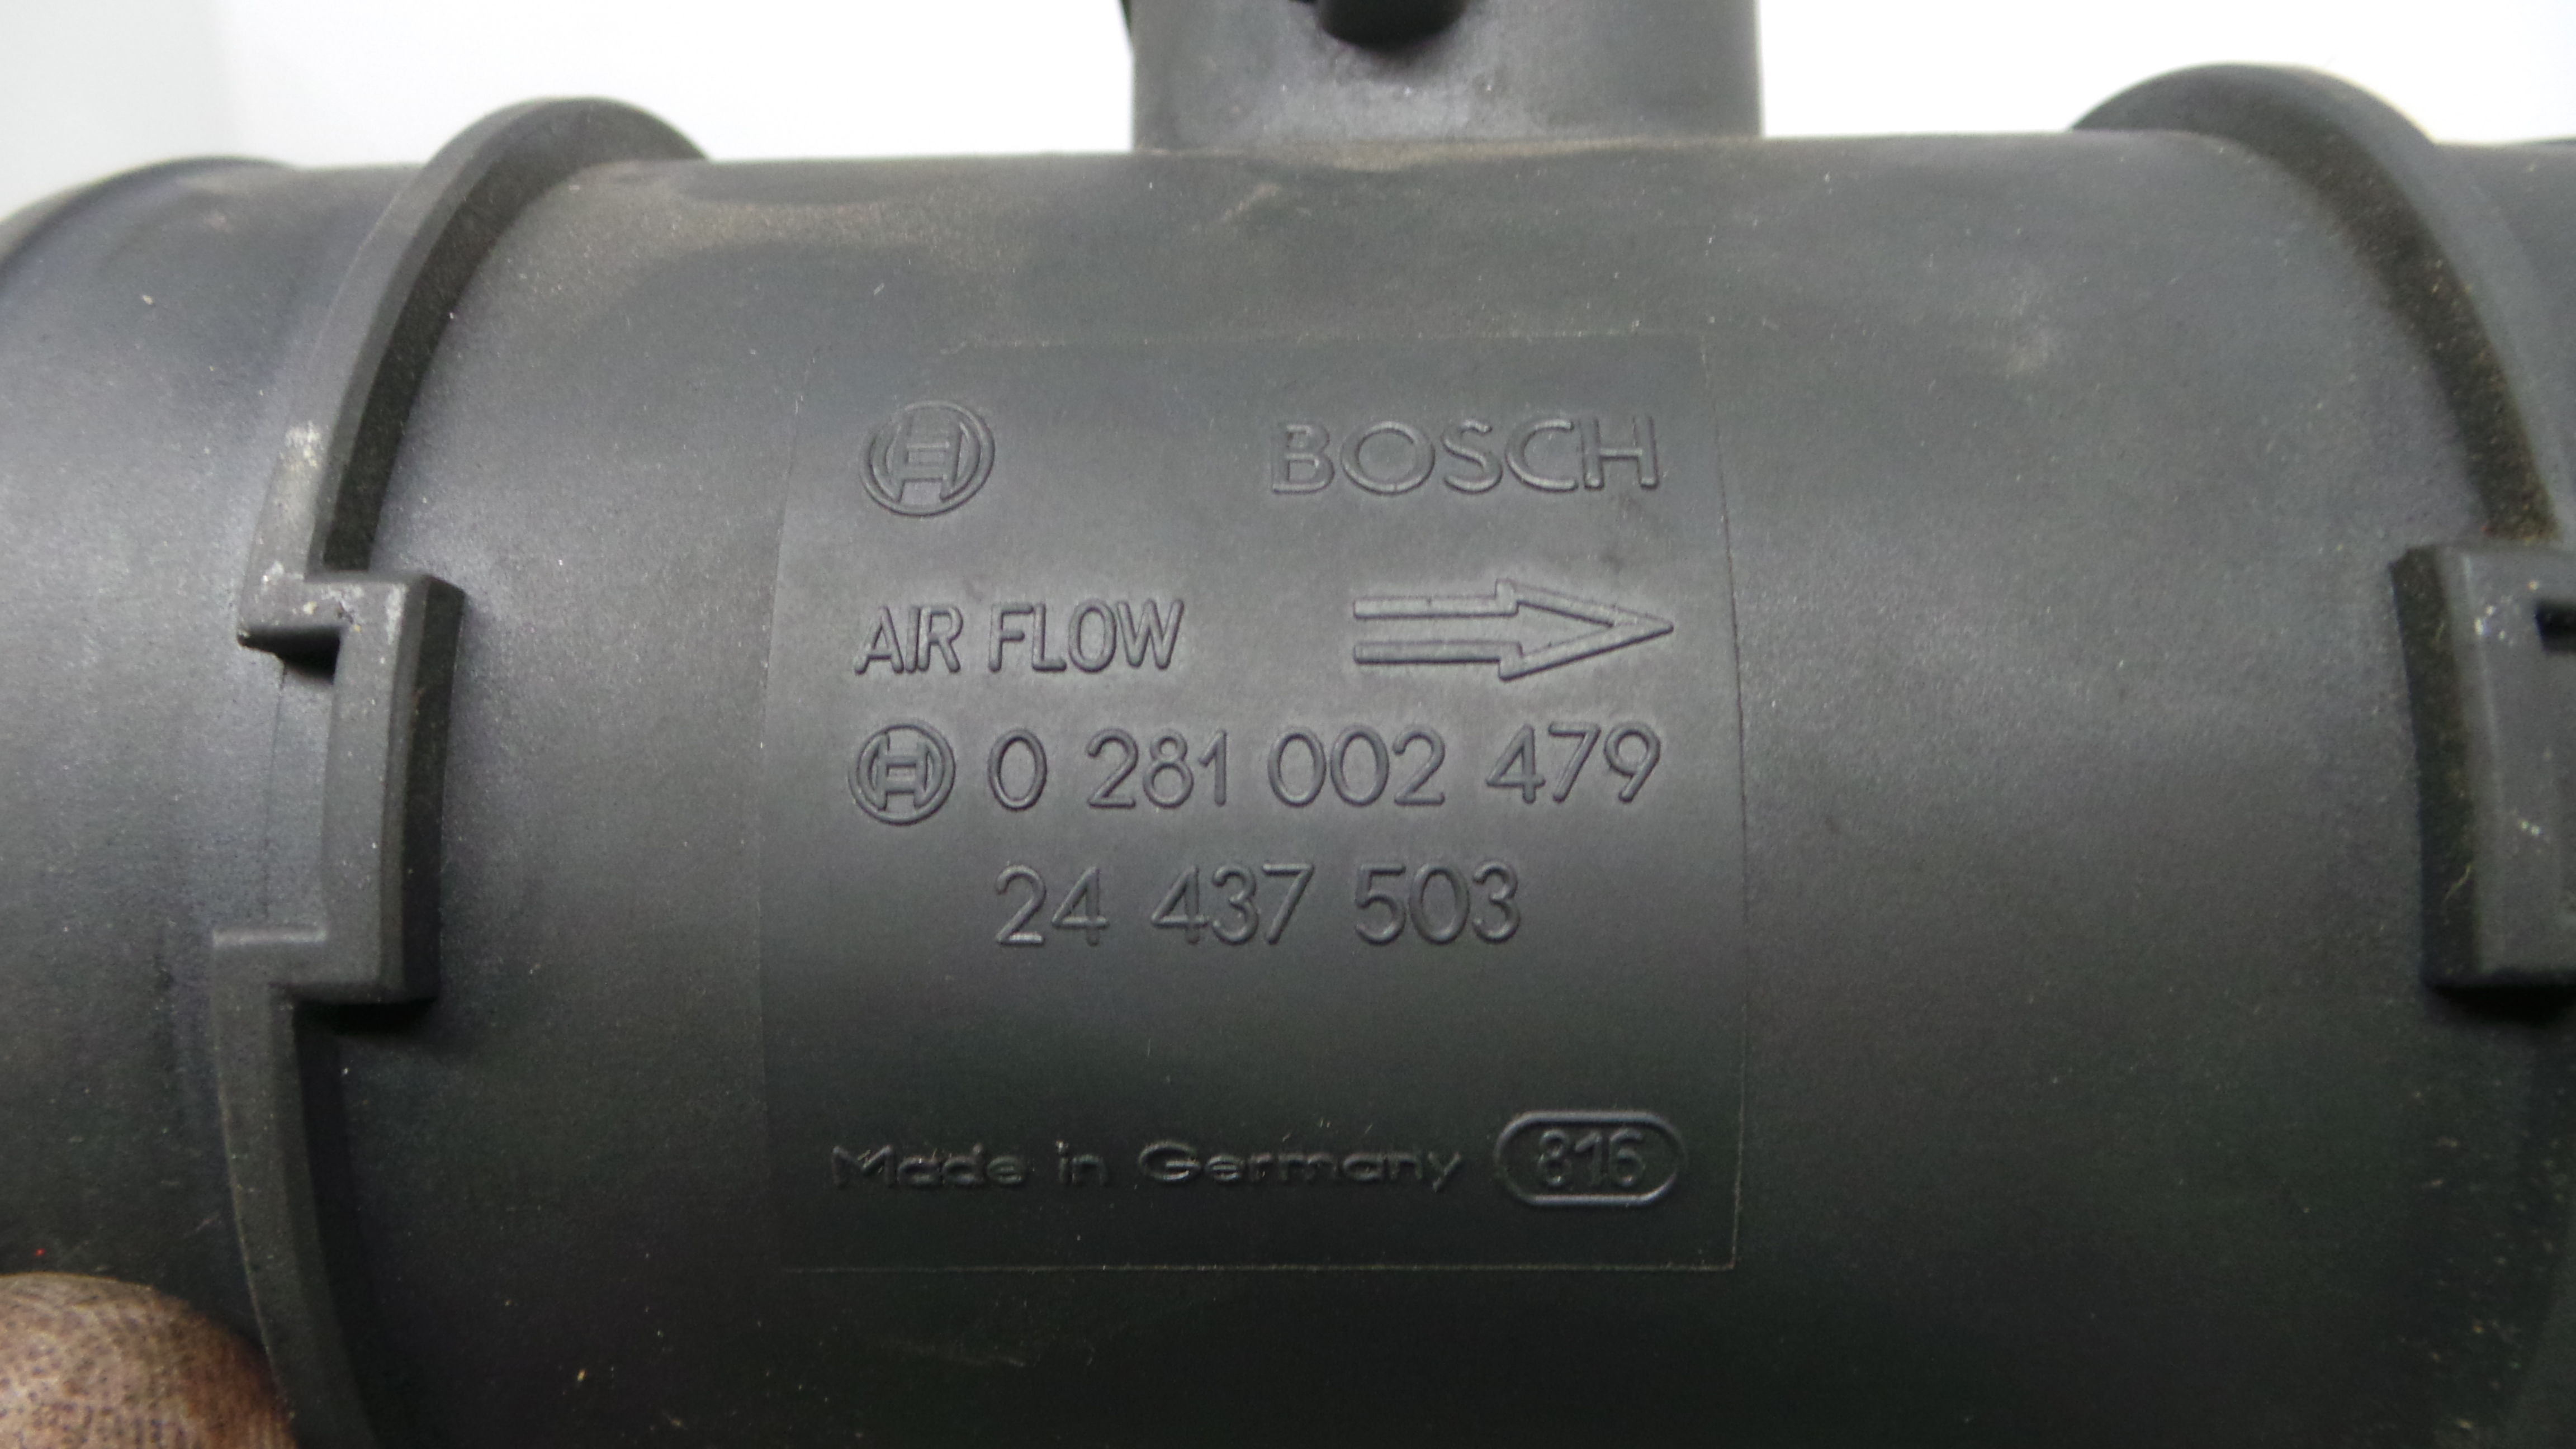 BOSCH
AIR FLOW
0 281 002 479
24 437 503
Made in Germany 816